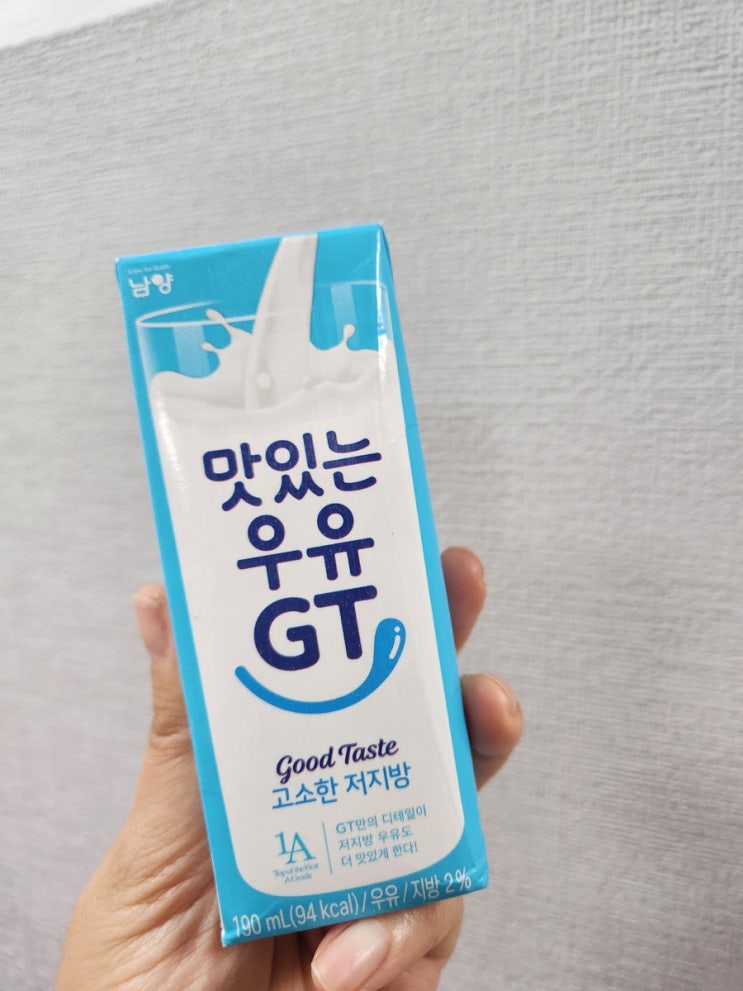 Enjoy the Quality
남양
맛있는
우유
GT
Good Taste
고소한 저지방
1A
Top of the first
A Grade
GT만의 디테일이
저지방 우유도
더 맛있게 한다!
190 mL(94 kcal) / 우유 / 지방 2%